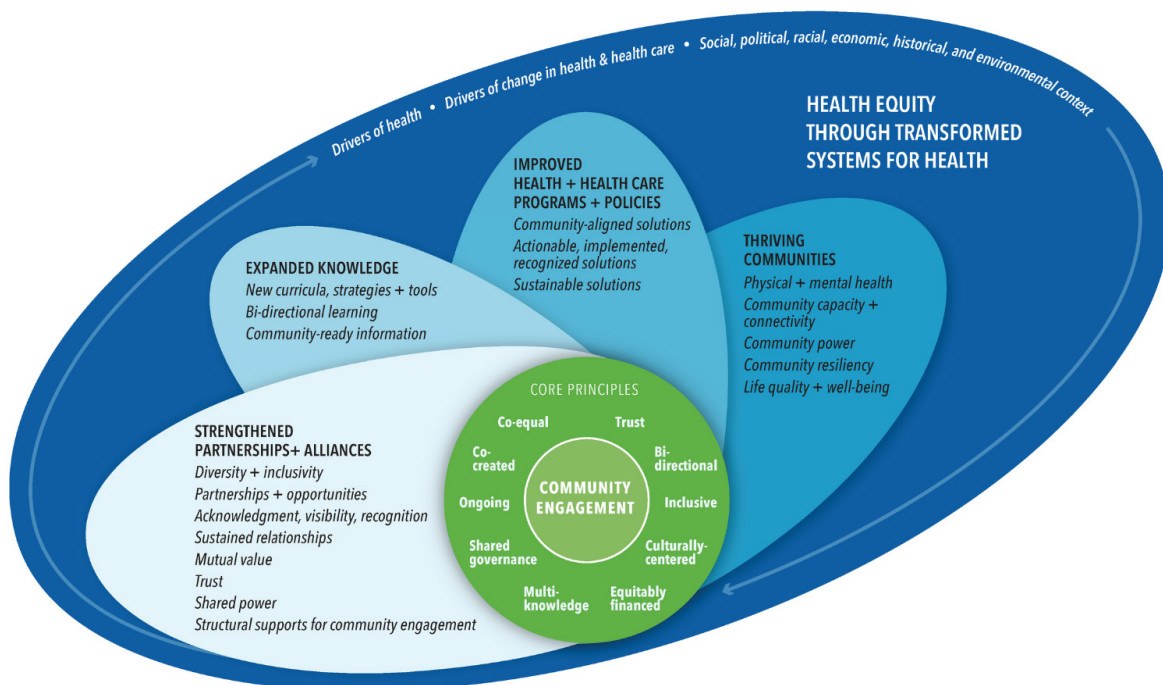 Drivers of health • Drivers of change in health & health care • Social, political, racial, economic, historical, and environmental context
HEALTH EQUITY
THROUGH TRANSFORMED
SYSTEMS FOR HEALTH
IMPROVED
HEALTH + HEALTH CARE
PROGRAMS + POLICIES
Community-aligned solutions
Actionable, implemented,
recognized solutions
Sustainable solutions
THRIVING
COMMUNITIES
Physical + mental health
Community capacity +
connectivity
Community power
Community resiliency
Life quality + well-being
EXPANDED KNOWLEDGE
New curricula, strategies + tools
Bi-directional learning
Community-ready information
STRENGTHENED
PARTNERSHIPS+ ALLIANCES
Diversity + inclusivity
Partnerships + opportunities
Acknowledgment, visibility, recognition
Sustained relationships
Mutual value
Trust
Shared power
Structural supports for community engagement
CORE PRINCIPLES
Co-equal
Trust
Co-
created
Bi-
directional
Ongoing
COMMUNITY
ENGAGEMENT
Inclusive
Shared
governance
Culturally-
centered
Multi-
knowledge
Equitably
financed